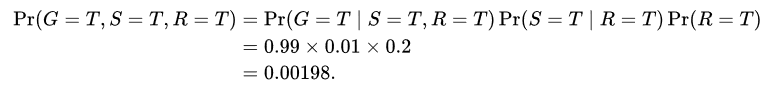 Pr(G = T, S = T, R = T) = Pr(G = T | S = T, R = T) Pr(S = T | R = T) Pr(R = T)
= 0.99 × 0.01 × 0.2
= 0.00198.